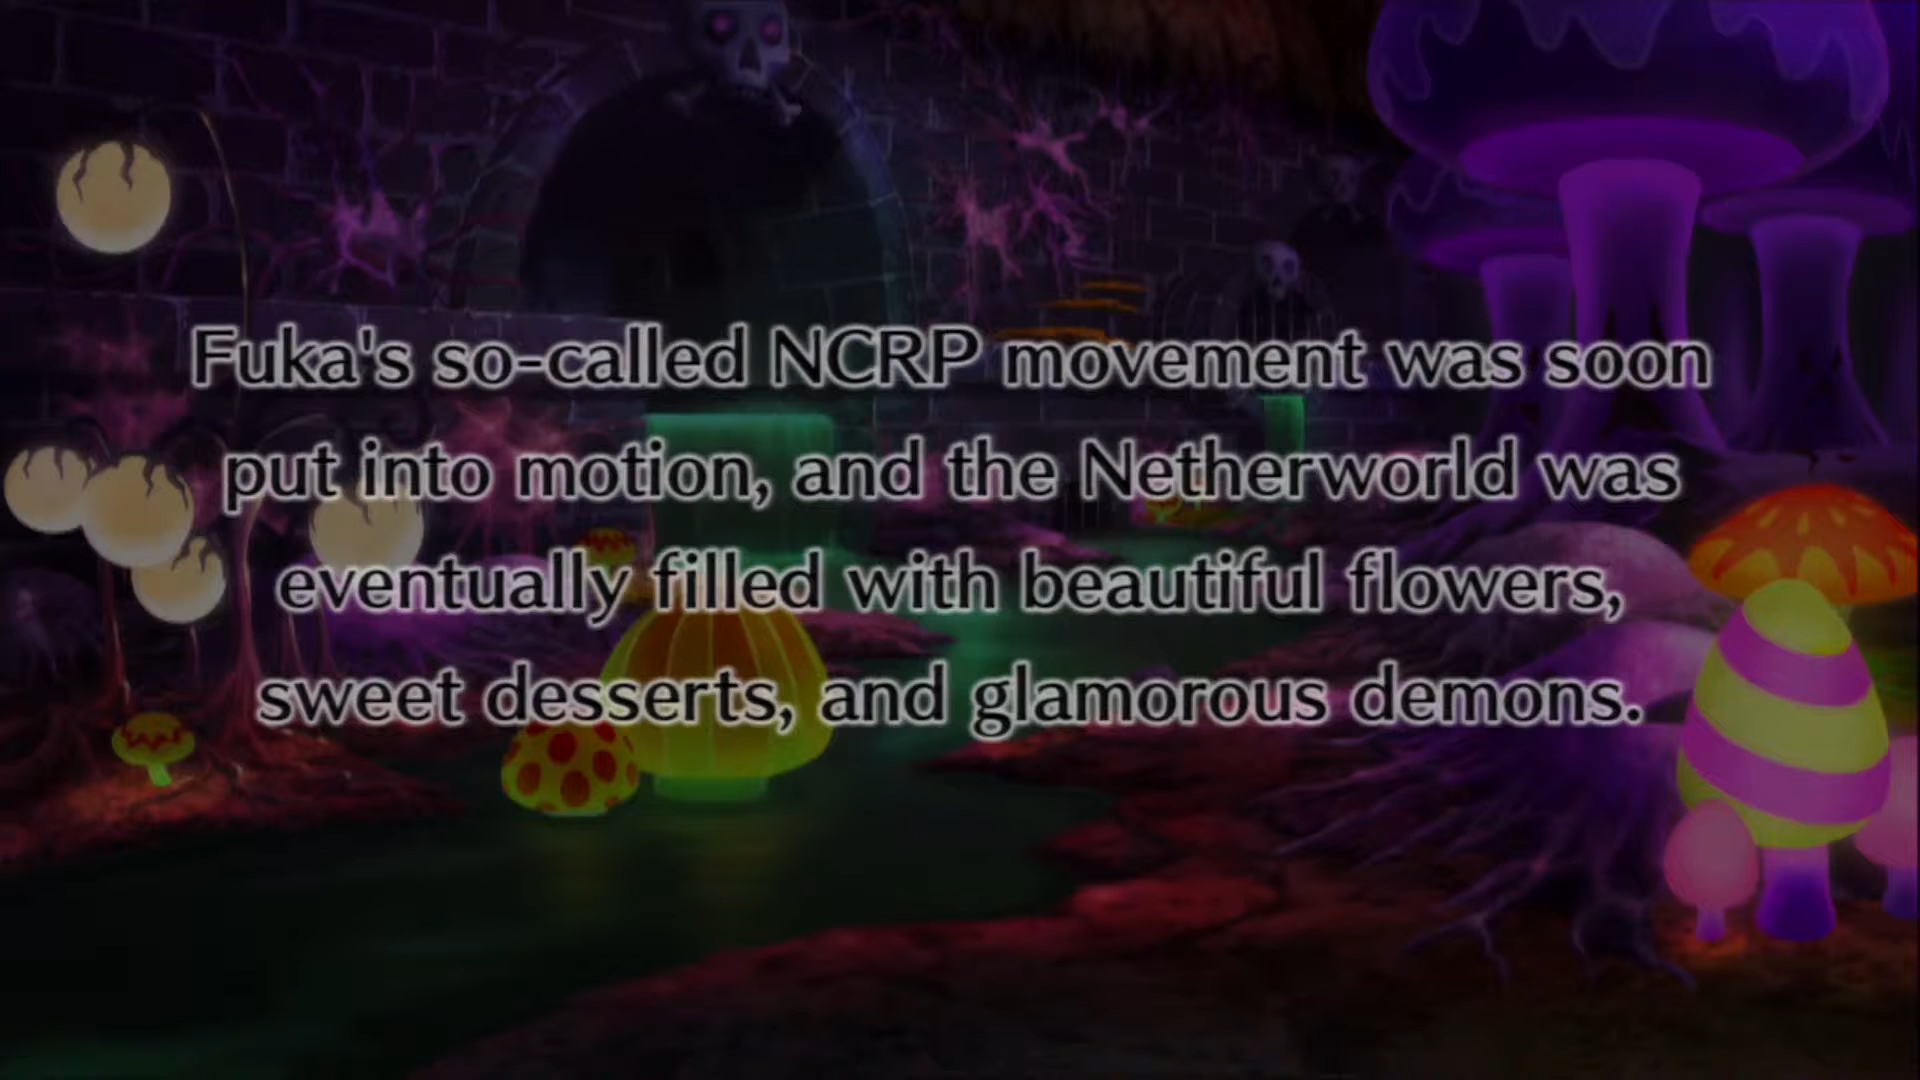 Fuka's so-called NCRP movement was soon
put into motion, and the Netherworld was
eventually filled with beautiful flowers,
sweet desserts, and glamorous demons.